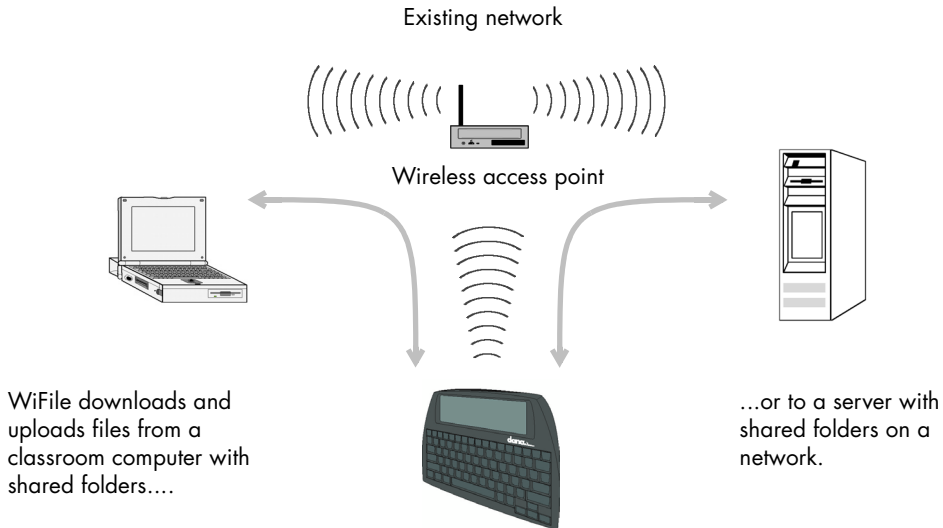 Existing network
Wireless access point
WiFile downloads and
uploads files from a
classroom computer with
shared folders....
dana
...or to a server with
shared folders on a
network.